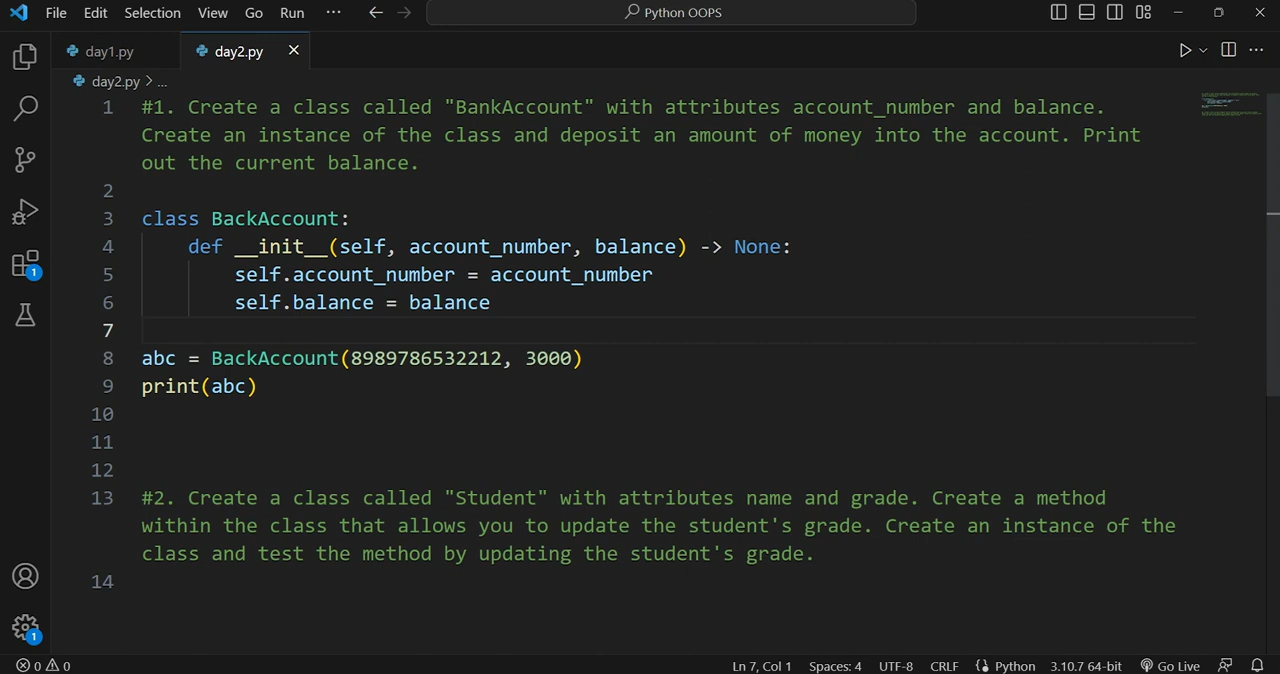 File Edit Selection View Go Run ··· Python OOPS
day1.py day2.py
day2.py > ...
1 #1. Create a class called "BankAccount" with attributes account_number and balance.
Create an instance of the class and deposit an amount of money into the account. Print
out the current balance.
2
3 class BackAccount:
4     def __init__(self, account_number, balance) -> None:
5         self.account_number = account_number
6         self.balance = balance
7
8 abc = BackAccount(8989786532212, 3000)
9 print(abc)
10
11
12
13 #2. Create a class called "Student" with attributes name and grade. Create a method
within the class that allows you to update the student's grade. Create an instance of the
class and test the method by updating the student's grade.
14
1
1
0 0 Ln 7, Col 1 Spaces: 4 UTF-8 CRLF Python 3.10.7 64-bit Go Live